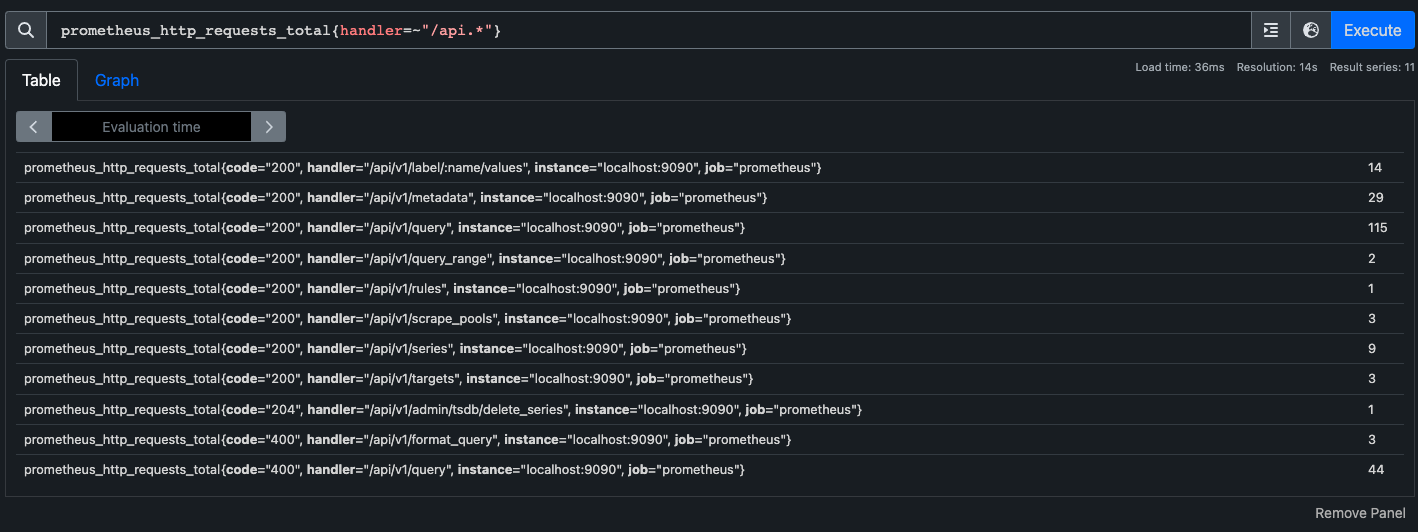 prometheus_http_requests_total{handler=~"/api.*"}
Execute
Table Graph
Load time: 36ms Resolution: 14s Result series: 11
Evaluation time
prometheus_http_requests_total{code="200", handler="/api/v1/label/:name/values", instance="localhost:9090", job="prometheus"} 14
prometheus_http_requests_total{code="200", handler="/api/v1/metadata", instance="localhost:9090", job="prometheus"} 29
prometheus_http_requests_total{code="200", handler="/api/v1/query", instance="localhost:9090", job="prometheus"} 115
prometheus_http_requests_total{code="200", handler="/api/v1/query_range", instance="localhost:9090", job="prometheus"} 2
prometheus_http_requests_total{code="200", handler="/api/v1/rules", instance="localhost:9090", job="prometheus"} 1
prometheus_http_requests_total{code="200", handler="/api/v1/scrape_pools", instance="localhost:9090", job="prometheus"} 3
prometheus_http_requests_total{code="200", handler="/api/v1/series", instance="localhost:9090", job="prometheus"} 9
prometheus_http_requests_total{code="200", handler="/api/v1/targets", instance="localhost:9090", job="prometheus"} 3
prometheus_http_requests_total{code="204", handler="/api/v1/admin/tsdb/delete_series", instance="localhost:9090", job="prometheus"} 1
prometheus_http_requests_total{code="400", handler="/api/v1/format_query", instance="localhost:9090", job="prometheus"} 3
prometheus_http_requests_total{code="400", handler="/api/v1/query", instance="localhost:9090", job="prometheus"} 44
Remove Panel